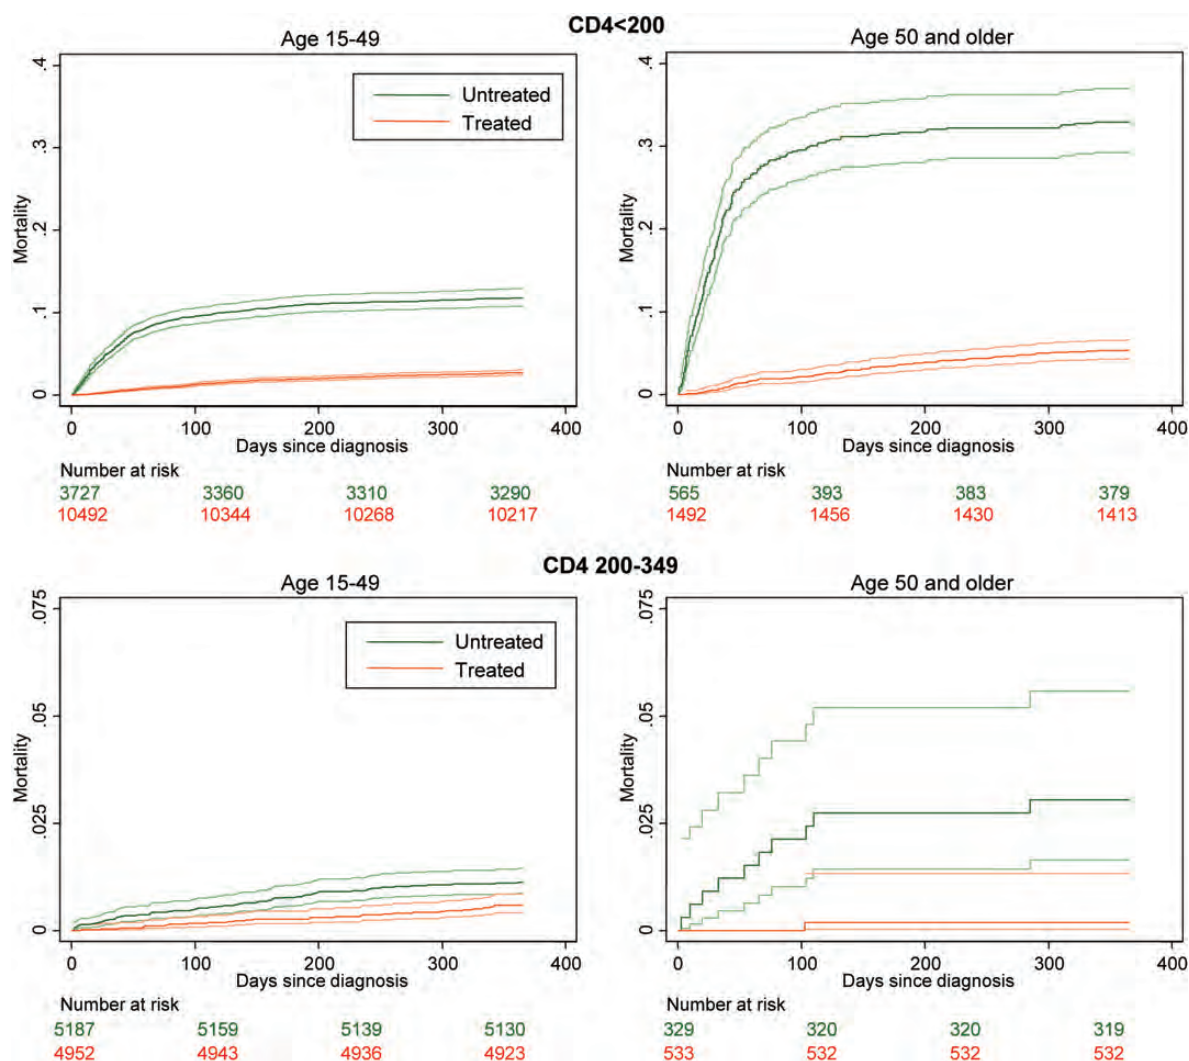 CD4<200
Age 15-49
Age 50 and older
.4
.3
.2
.1
0
Mortality
Untreated
Treated
0 100 200 300 400
Days since diagnosis
.4
.3
.2
.1
0
Mortality
0 100 200 300 400
Days since diagnosis
Number at risk
3727 3360 3310 3290
10492 10344 10268 10217
Number at risk
565 393 383 379
1492 1456 1430 1413
CD4 200-349
Age 15-49
Age 50 and older
.075
.05
.025
0
Mortality
Untreated
Treated
0 100 200 300 400
Days since diagnosis
.075
.05
.025
0
Mortality
0 100 200 300 400
Days since diagnosis
Number at risk
5187 5159 5139 5130
4952 4943 4936 4923
Number at risk
329 320 320 319
533 532 532 532